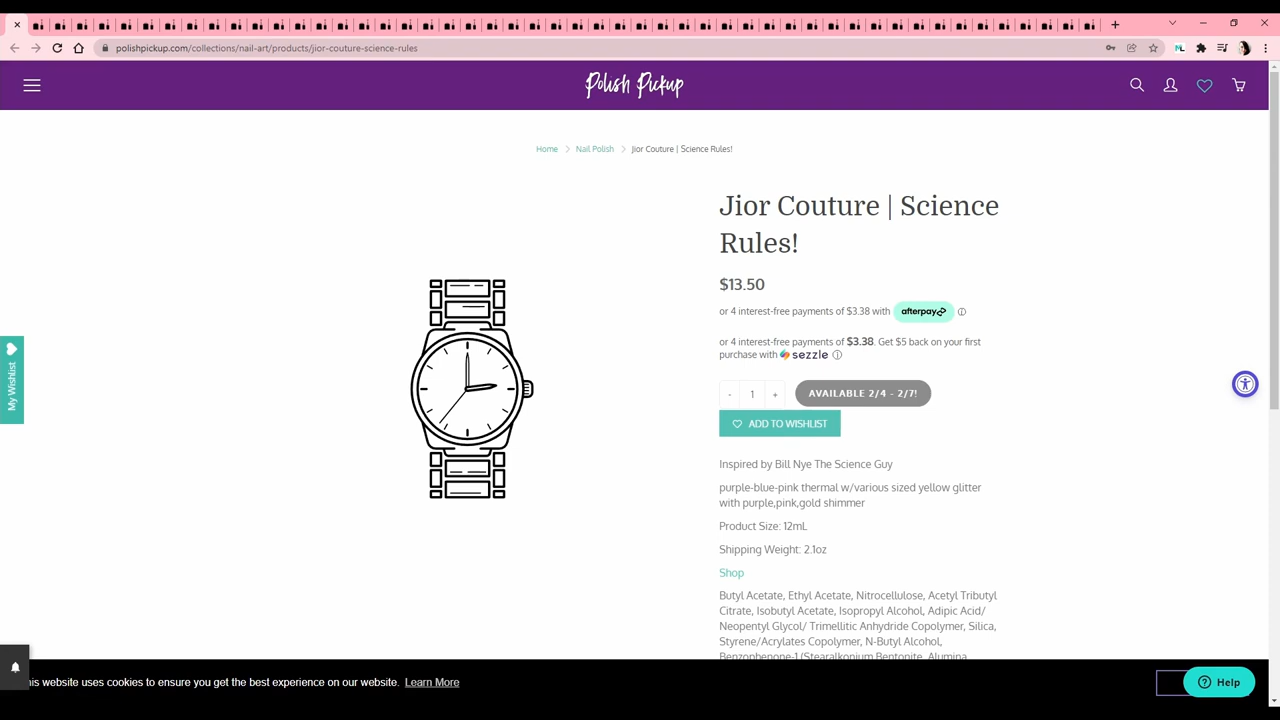 polishpickup.com/collections/nail-art/products/jior-couture-science-rules
Polish Pickup
Home
Nail Polish
Jior Couture | Science Rules!
Jior Couture | Science
Rules!
$13.50
or 4 interest-free payments of $3.38 with afterpay
or 4 interest-free payments of $3.38. Get $5 back on your first
purchase with sezzle
- 1 +
AVAILABLE 2/4 - 2/7!
ADD TO WISHLIST
My Wishlist
Inspired by Bill Nye The Science Guy
purple-blue-pink thermal w/various sized yellow glitter
with purple,pink,gold shimmer
Product Size: 12mL
Shipping Weight: 2.1oz
Shop
Butyl Acetate, Ethyl Acetate, Nitrocellulose, Acetyl Tributyl
Citrate, Isobutyl Acetate, Isopropyl Alcohol, Adipic Acid/
Neopentyl Glycol/ Trimellitic Anhydride Copolymer, Silica,
Styrene/Acrylates Copolymer, N-Butyl Alcohol,
Benzophenone-1 (Stearalkonium Bentonite, Alumina
his website uses cookies to ensure you get the best experience on our website. Learn More
Help